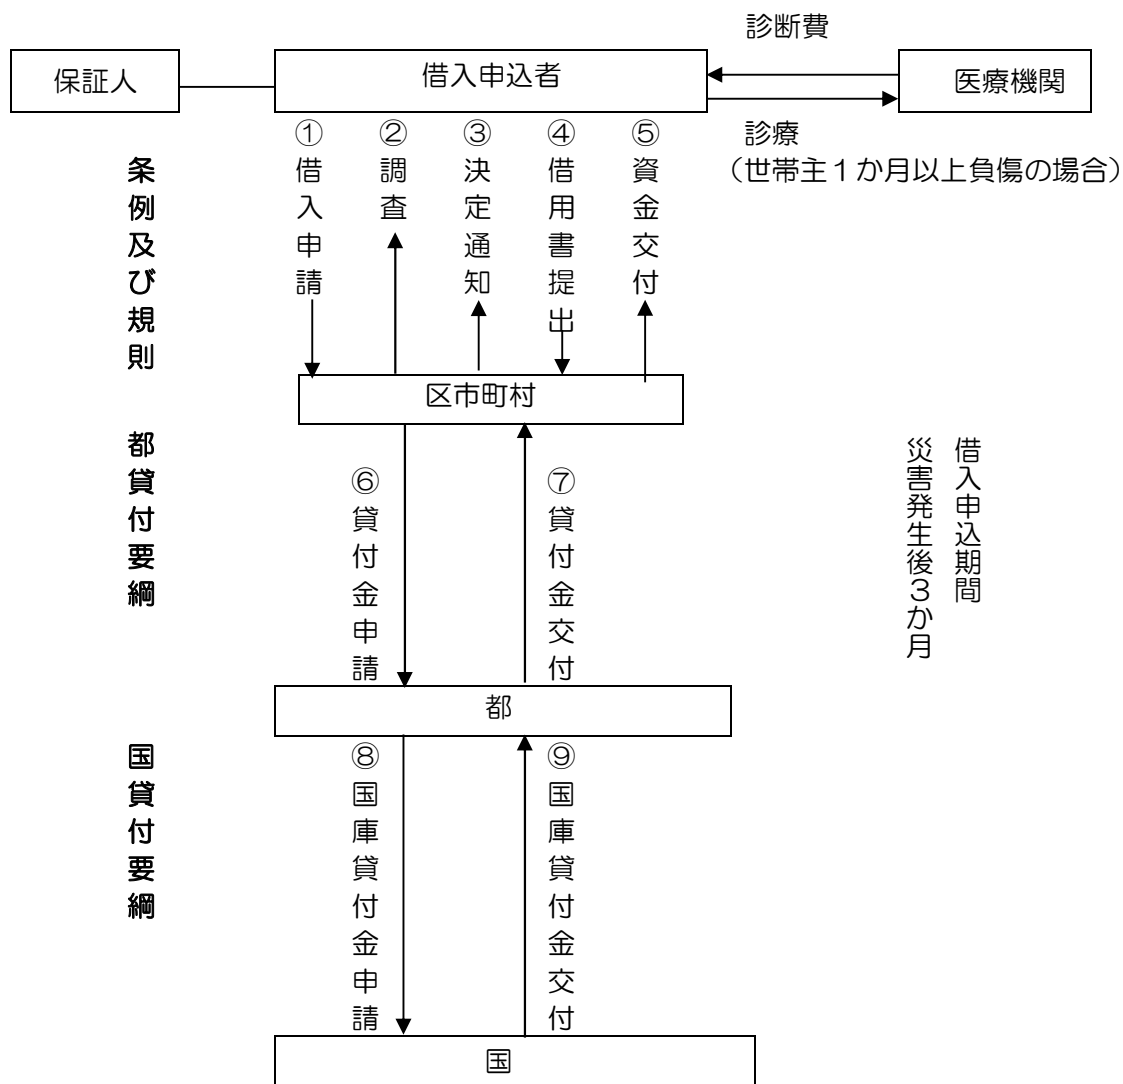 診断費
保証人
借入申込者
医療機関
①借入申請
②調査
③決定通知
④借用書提出
⑤資金交付
診療
（世帯主１か月以上負傷の場合）
条例及び規則
区市町村
都貸付要綱
⑥貸付金申請
⑦貸付金交付
借入申込期間
災害発生後３か月
都
国貸付要綱
⑧国庫貸付金申請
⑨国庫貸付金交付
国